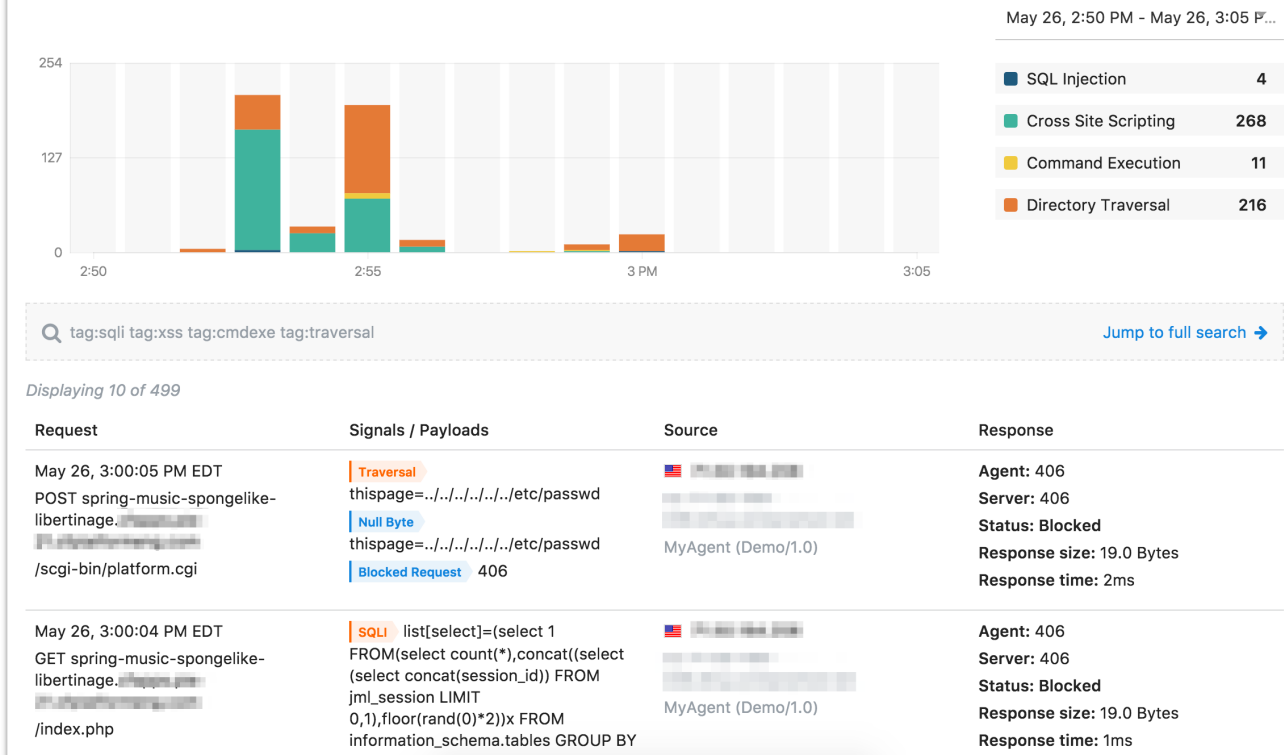 May 26, 2:50 PM - May 26, 3:05 P...
254
127
0
2:50
2:55
3 PM
3:05
SQL Injection 4
Cross Site Scripting 268
Command Execution 11
Directory Traversal 216
tag:sqli tag:xss tag:cmdexe tag:traversal
Jump to full search
Displaying 10 of 499
Request Signals / Payloads Source Response
May 26, 3:00:05 PM EDT
POST spring-music-spongelike-
libertinage.
/scgi-bin/platform.cgi
Traversal
thispage=../../../../../../etc/passwd
Null Byte
thispage=../../../../../../etc/passwd
Blocked Request 406
MyAgent (Demo/1.0)
Agent: 406
Server: 406
Status: Blocked
Response size: 19.0 Bytes
Response time: 2ms
May 26, 3:00:04 PM EDT
GET spring-music-spongelike-
libertinage.
/index.php
SQLI list[select]=(select 1
FROM(select count(*),concat((select
(select concat(session_id)) FROM
jml_session LIMIT
0,1),floor(rand(0)*2))x FROM
information_schema.tables GROUP BY
MyAgent (Demo/1.0)
Agent: 406
Server: 406
Status: Blocked
Response size: 19.0 Bytes
Response time: 1ms